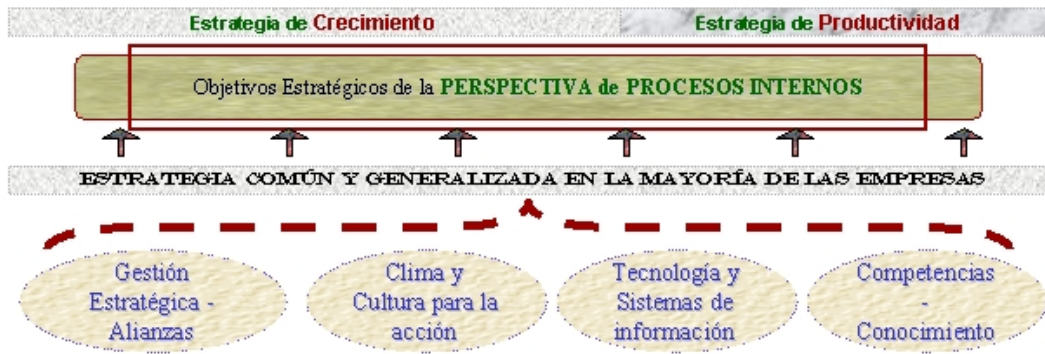 Estrategia de Crecimiento
Estrategia de Productividad
Objetivos Estratégicos de la PERSPECTIVA de PROCESOS INTERNOS
ESTRATEGIA COMÚN Y GENERALIZADA EN LA MAYORÍA DE LAS EMPRESAS
Gestión
Estratégica -
Alianzas
Clima y
Cultura para la
acción
Tecnología y
Sistemas de
información
Competencias
-
Conocimiento